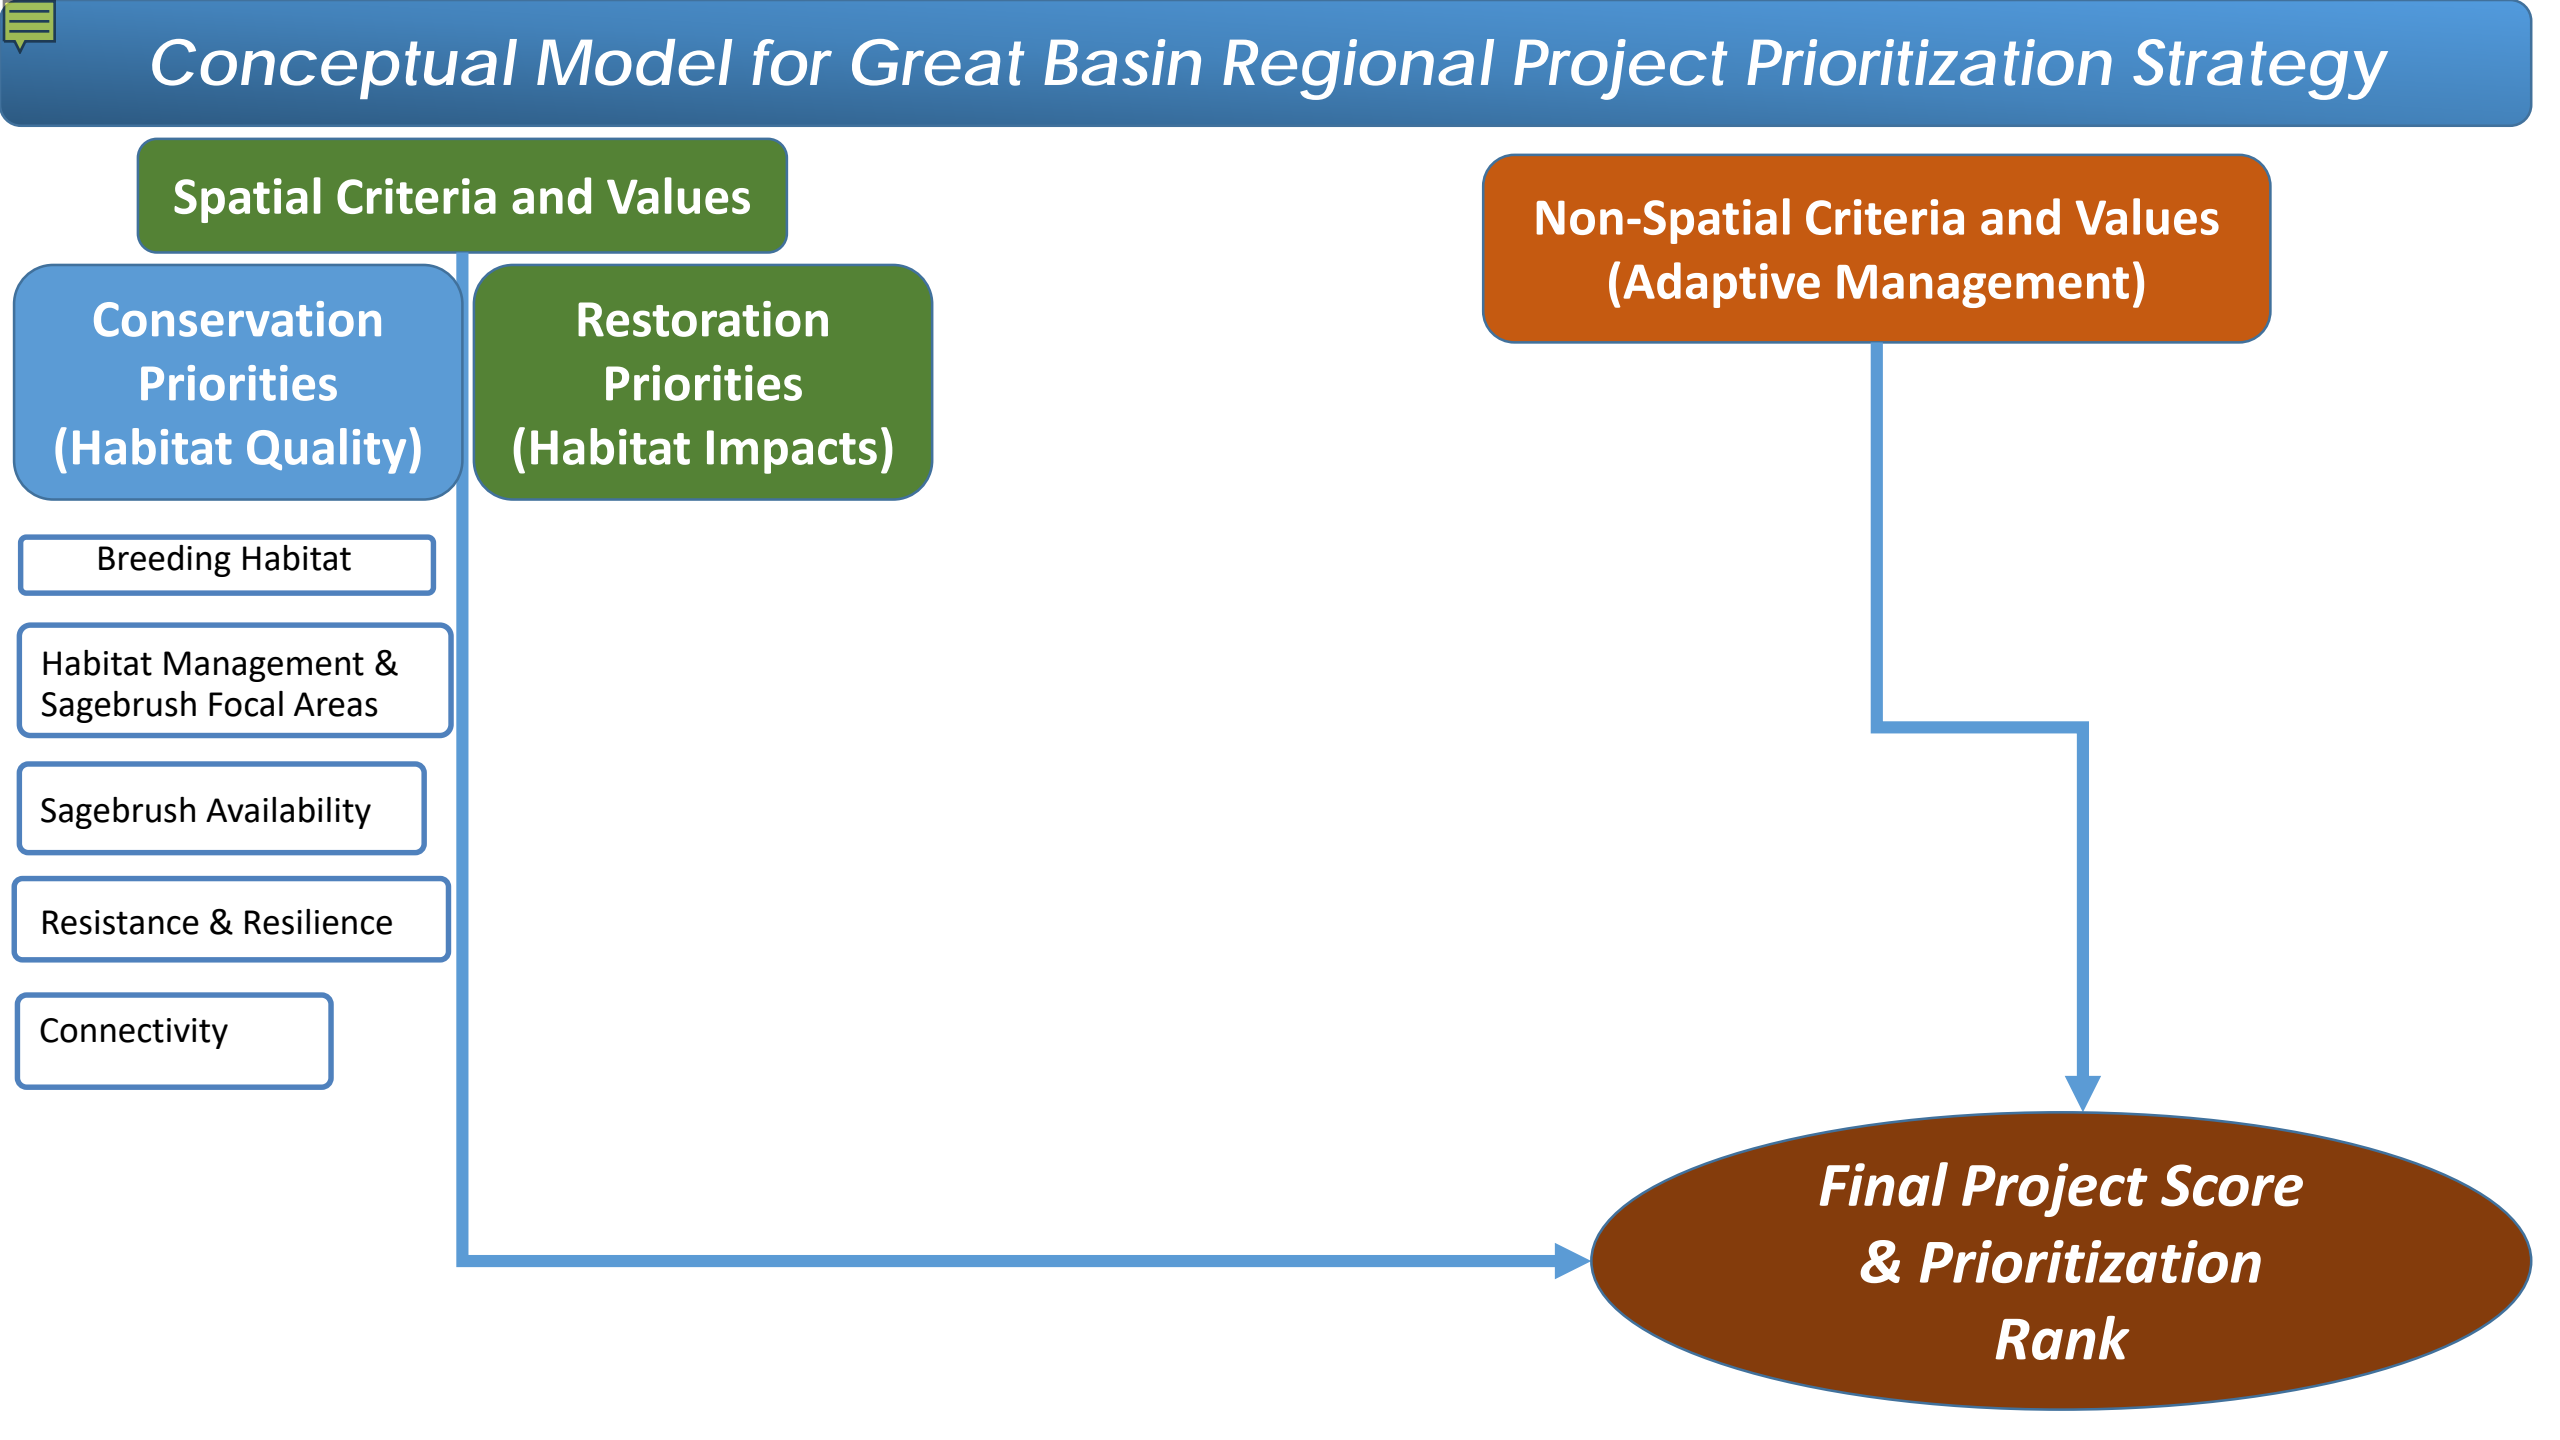 Conceptual Model for Great Basin Regional Project Prioritization Strategy
Spatial Criteria and Values
Conservation
Priorities
(Habitat Quality)
Restoration
Priorities
(Habitat Impacts)
Non-Spatial Criteria and Values
(Adaptive Management)
Breeding Habitat
Habitat Management &
Sagebrush Focal Areas
Sagebrush Availability
Resistance & Resilience
Connectivity
Final Project Score
& Prioritization
Rank